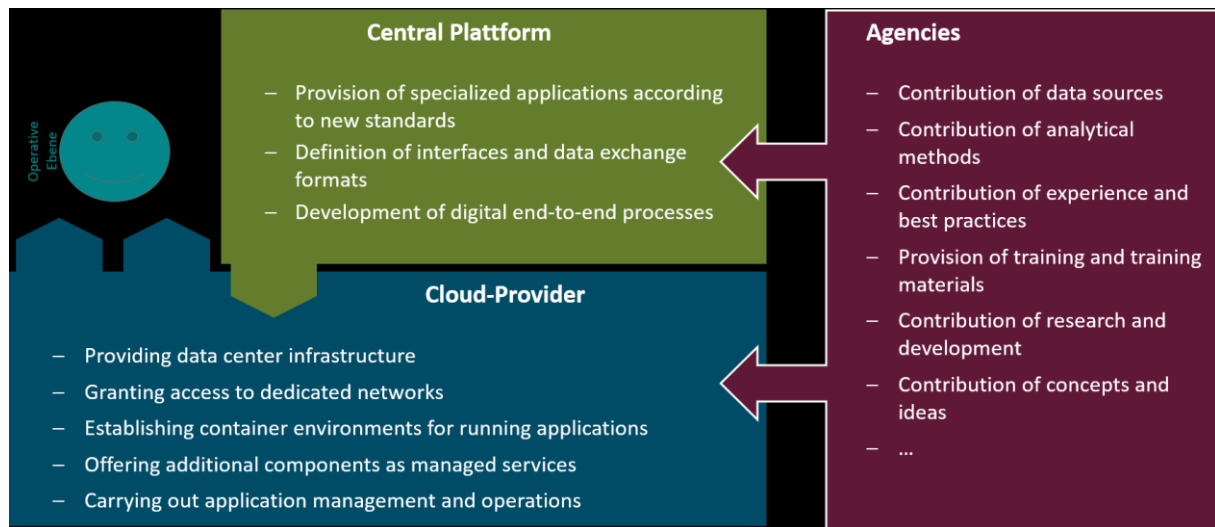 Central Plattform
– Provision of specialized applications according
to new standards
– Definition of interfaces and data exchange
formats
– Development of digital end-to-end processes
Operative
Ebene
Cloud-Provider
– Providing data center infrastructure
– Granting access to dedicated networks
– Establishing container environments for running applications
– Offering additional components as managed services
– Carrying out application management and operations
Agencies
– Contribution of data sources
– Contribution of analytical
methods
– Contribution of experience and
best practices
– Provision of training and training
materials
– Contribution of research and
development
– Contribution of concepts and
ideas
– ...